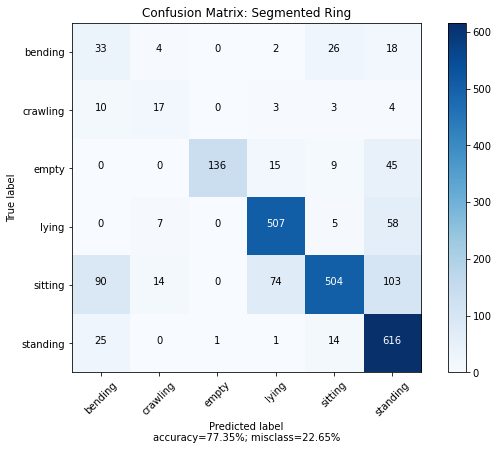 Confusion Matrix: Segmented Ring
True label
bending 33 4 0 2 26 18
crawling 10 17 0 3 3 4
empty 0 0 136 15 9 45
lying 0 7 0 507 5 58
sitting 90 14 0 74 504 103
standing 25 0 1 1 14 616
bending crawling empty lying sitting standing
Predicted label
accuracy=77.35%; misclass=22.65%
600
500
400
300
200
100
0